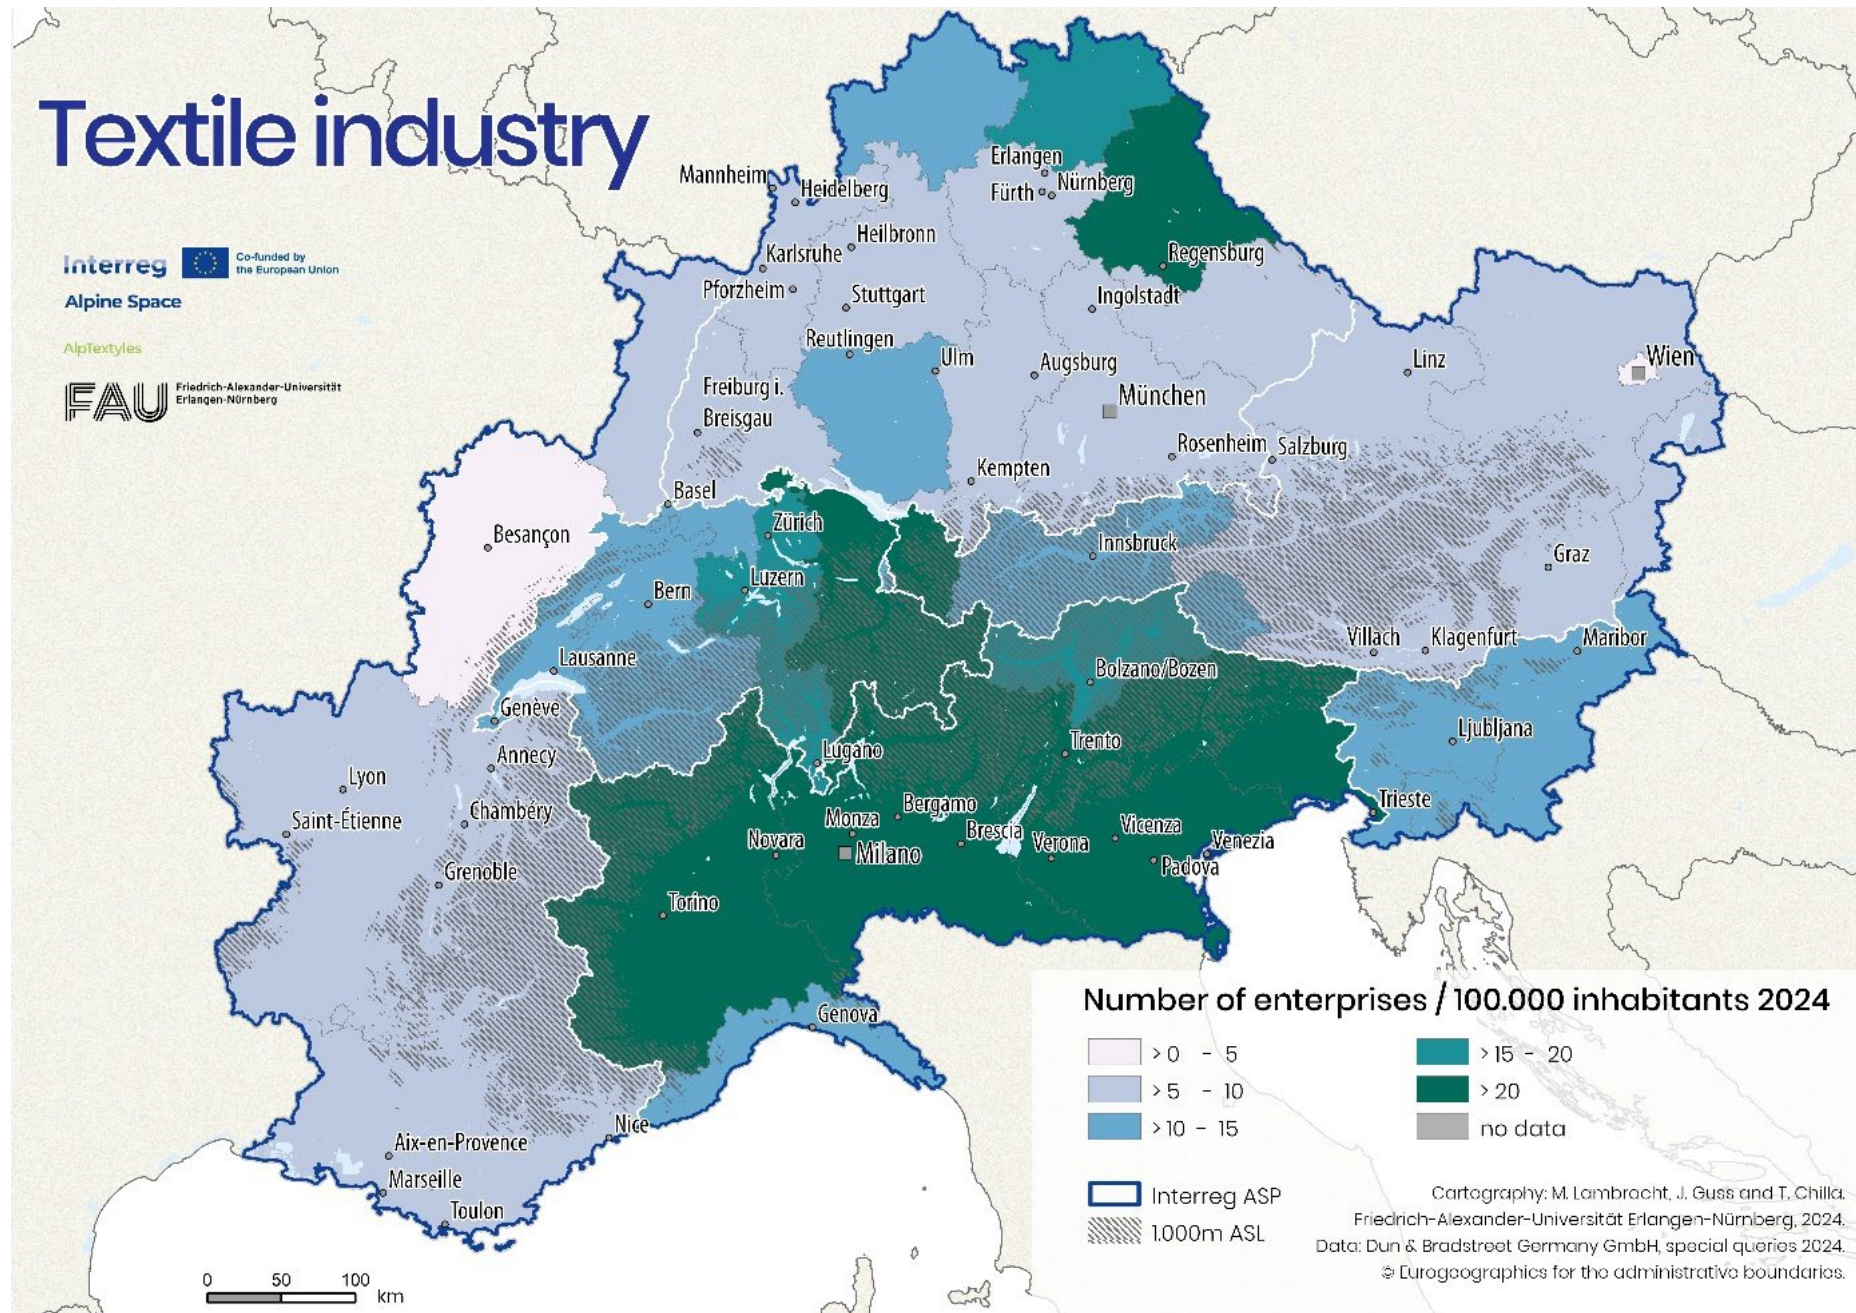 Textile industry
Interreg
Co-funded by
the European Union
Alpine Space
AlpTextyles
FAU
Friedrich-Alexander-Universität
Erlangen-Nürnberg
Mannheim
Heidelberg
Erlangen
Fürth
Nürnberg
Heilbronn
Karlsruhe
Regensburg
Pforzheim
Stuttgart
Ingolstadt
Reutlingen
Ulm
Augsburg
Linz
Wien
Freiburg i.
Breisgau
München
Rosenheim
Salzburg
Kempten
Basel
Zürich
Besançon
Innsbruck
Graz
Luzern
Bern
Villach
Klagenfurt
Maribor
Lausanne
Bolzano/Bozen
Genève
Ljubljana
Annecy
Lugano
Trento
Lyon
Trieste
Saint-Étienne
Chambéry
Bergamo
Monza
Novara
Milano
Brescia
Verona
Vicenza
Venezia
Padova
Grenoble
Torino
Genova
Nice
Aix-en-Provence
Marseille
Toulon
Number of enterprises / 100.000 inhabitants 2024
>0 - 5
>5 - 10
>10 - 15
>15 - 20
>20
no data
Interreg ASP
1.000m ASL
Cartography: M. Lambracht, J. Guss and T. Chilla.
Friedrich-Alexander-Universität Erlangen-Nürnberg, 2024.
Data: Dun & Bradstreet Germany GmbH, special queries 2024.
© Eurogeographics for the administrative boundaries.
0 50 100
km